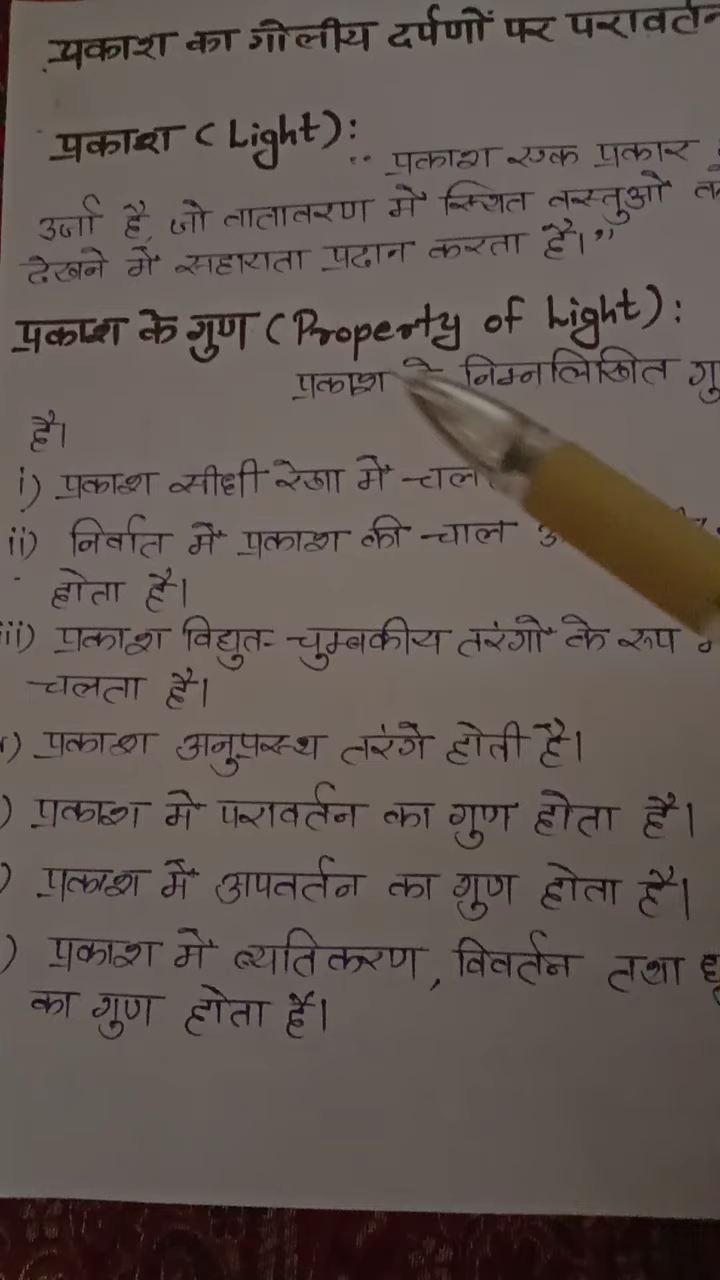 प्रकाश का गोलीय दर्पणों पर परावर्तन
प्रकाश (Light):
“ प्रकाश एक प्रकार
उर्जा है, जो वातावरण में स्थित वस्तुओं
देखने में सहायता प्रदान करता है।”
प्रकाश के गुण (Property of Light):
प्रकाश निम्नलिखित
है।
i) प्रकाश सीधी रेखा में
ii) निर्वात में प्रकाश की चाल
होता है।
iii) प्रकाश विद्युत-चुम्बकीय तरंगो के रूप
चलता है।
) प्रकाश अनुप्रस्थ तरंगे होती है।
) प्रकाश में परावर्तन का गुण होता है।
) प्रकाश में अपवर्तन का गुण होता है।
) प्रकाश में व्यतिकरण, विवर्तन तथा
का गुण होता है।